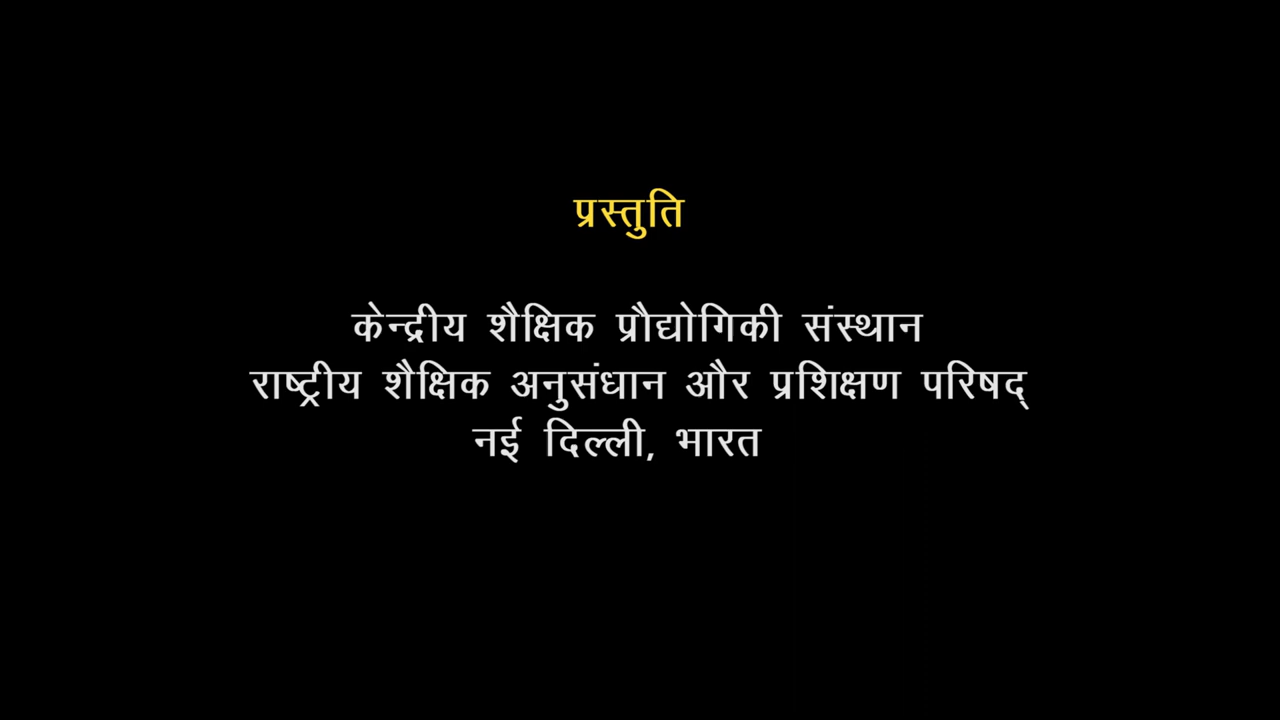 प्रस्तुति
केन्द्रीय शैक्षिक प्रौद्योगिकी संस्थान
राष्ट्रीय शैक्षिक अनुसंधान और प्रशिक्षण परिषद्
नई दिल्ली, भारत